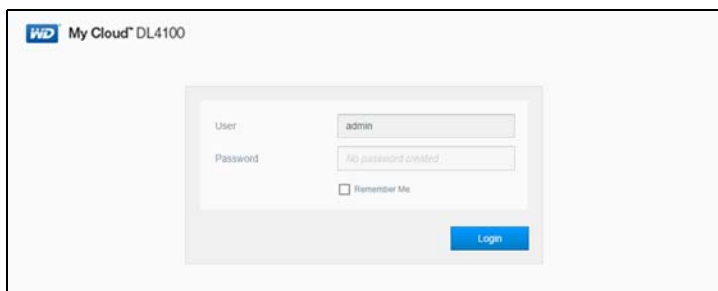 WD My Cloud™ DL4100
User admin
Password No password created
Remember Me
Login